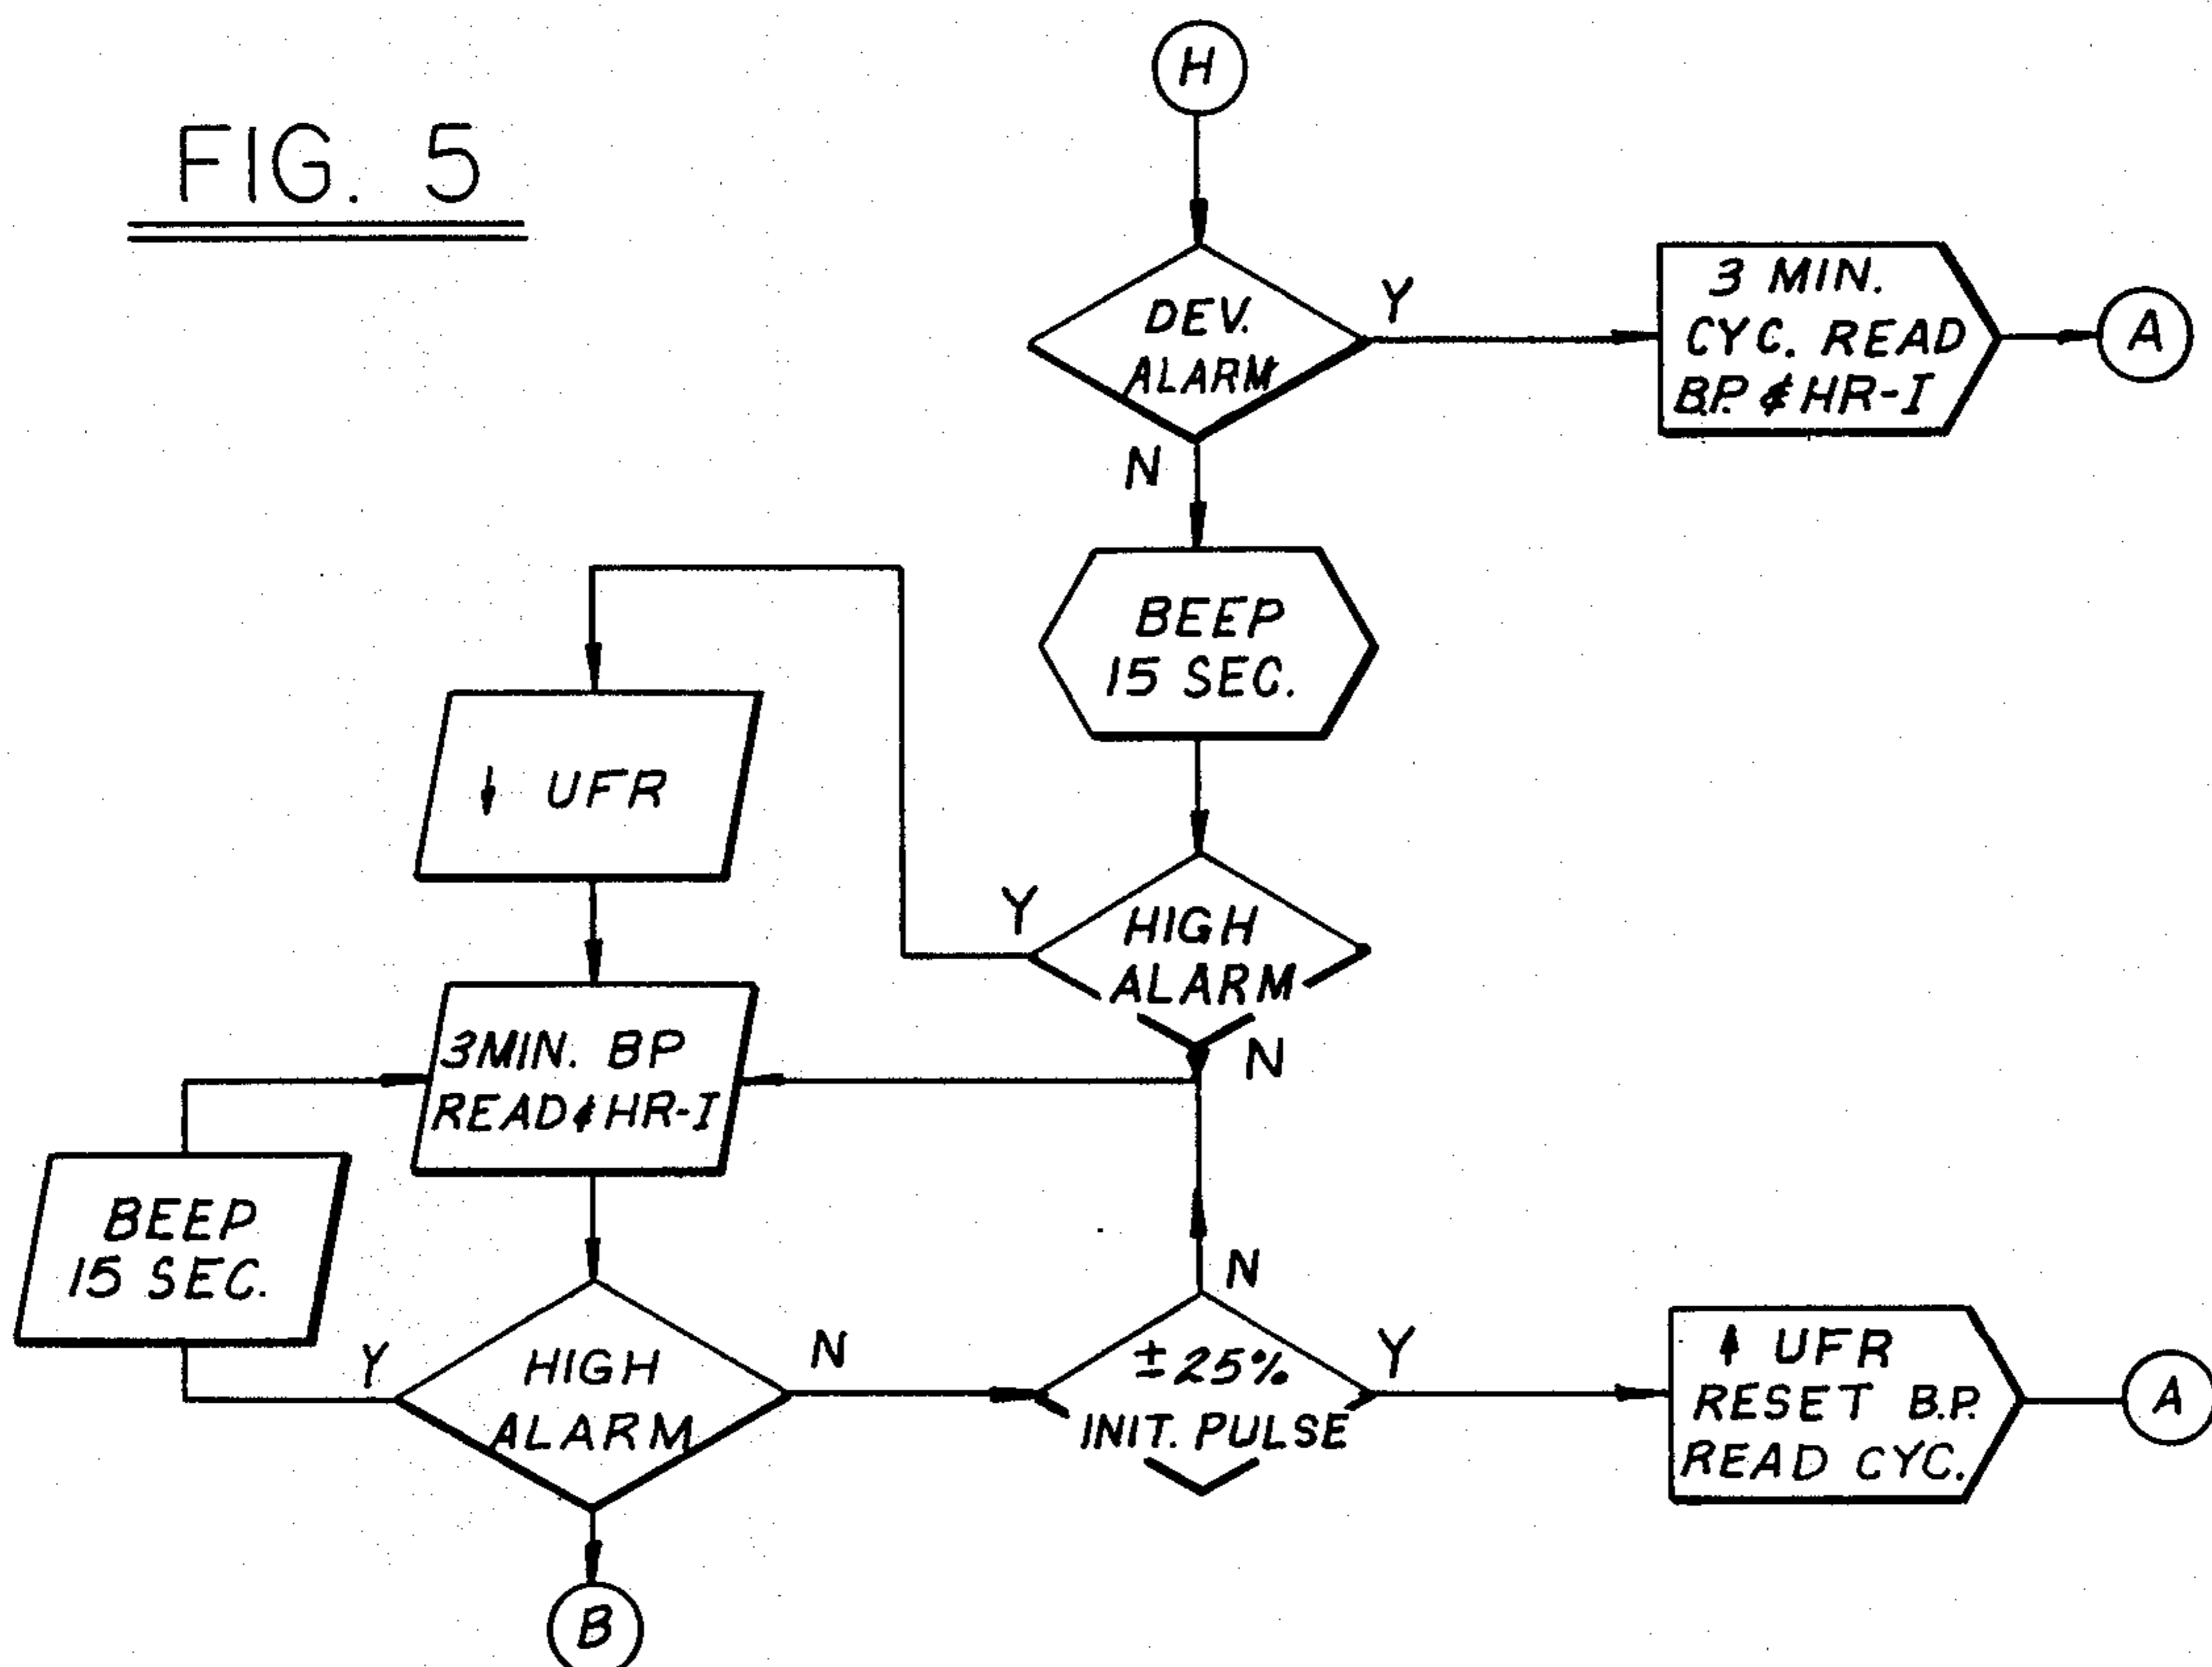 FIG. 5
H
DEV.
ALARM
Y
N
3 MIN.
CYC. READ
B.P. & HR-I
A
BEEP
15 SEC.
↓ UFR
HIGH
ALARM
Y
N
3MIN. BP
READ & HR-I
BEEP
15 SEC.
HIGH
ALARM
Y
N
B
±25%
INIT. PULSE
N
Y
↑ UFR
RESET B.P.
READ CYC.
A